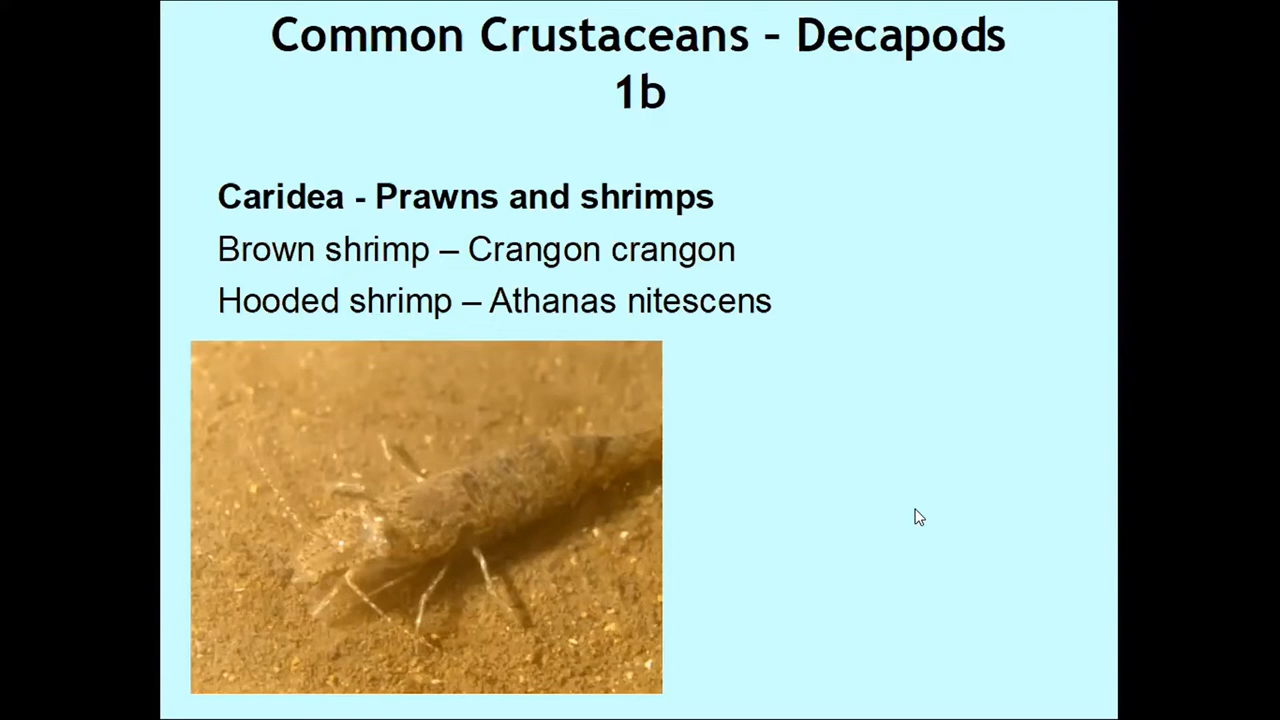 Common Crustaceans – Decapods
1b
Caridea - Prawns and shrimps
Brown shrimp – Crangon crangon
Hooded shrimp – Athanas nitescens